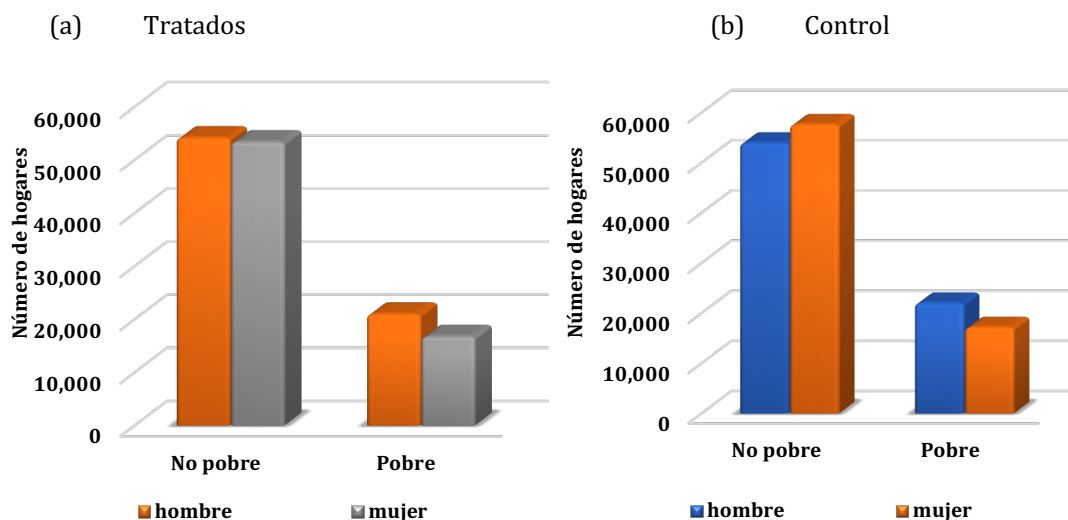 (a) Tratados
Número de hogares
60,000
50,000
40,000
30,000
20,000
10,000
0
No pobre Pobre
hombre mujer
(b) Control
Número de hogares
60,000
50,000
40,000
30,000
20,000
10,000
0
No pobre Pobre
hombre mujer